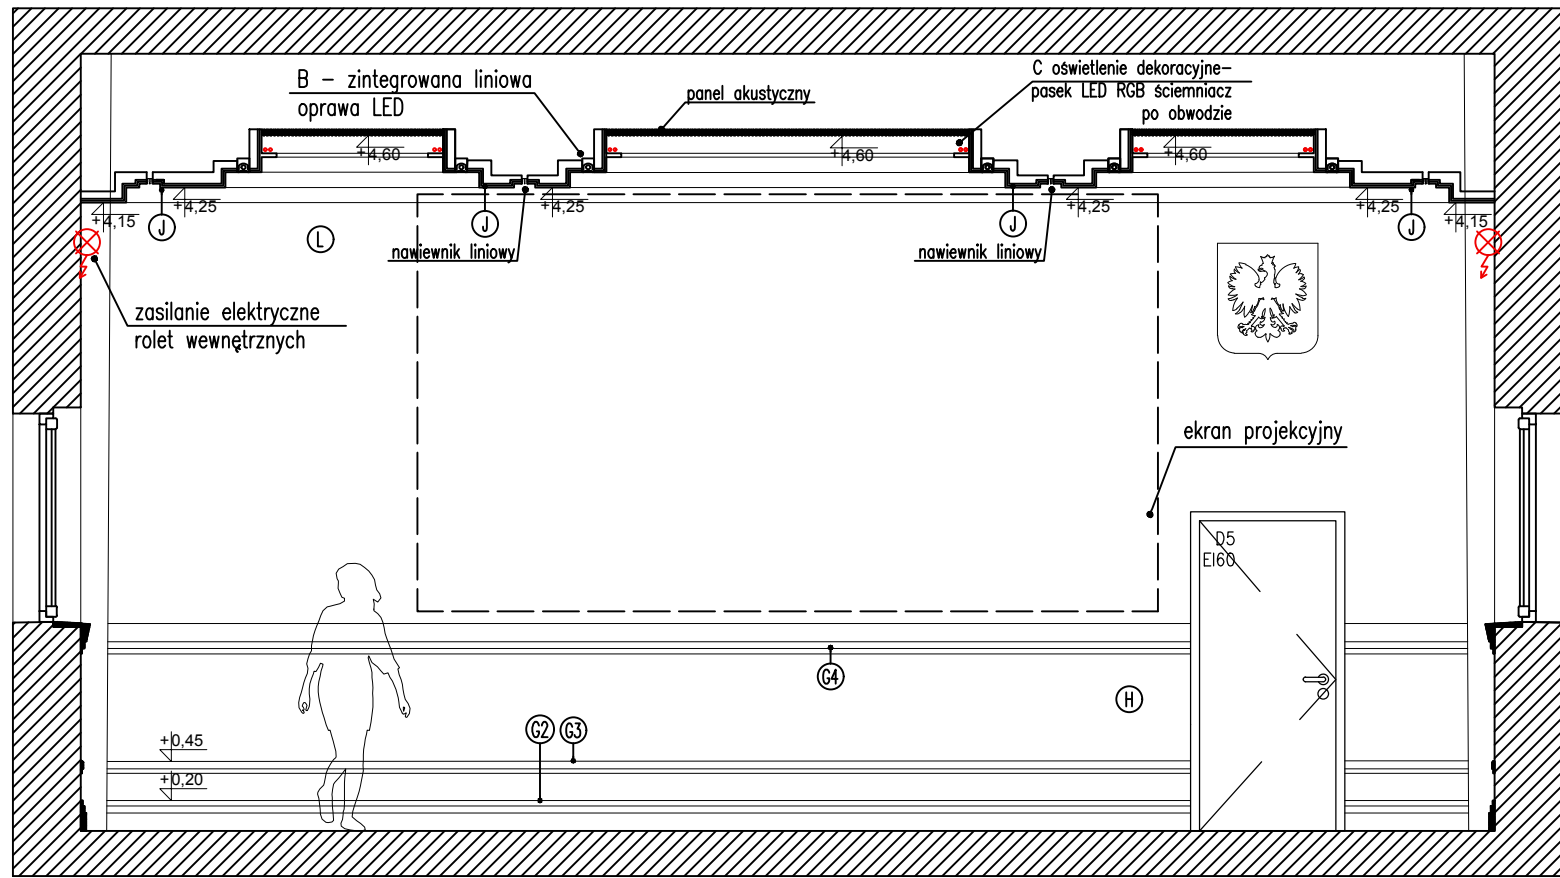 B – zintegrowana liniowa
oprawa LED
panel akustyczny
C oświetlenie dekoracyjne–
pasek LED RGB ściemniacz
po obwodzie
+4,60
+4,60
+4,60
+4,15
J
+4,25
L
J
+4,25
nawiewnik liniowy
J
+4,25
nawiewnik liniowy
+4,25
J
+4,15
zasilanie elektryczne
rolet wewnętrznych
ekran projekcyjny
D5
EI60
G4
H
G2
G3
+0,45
+0,20